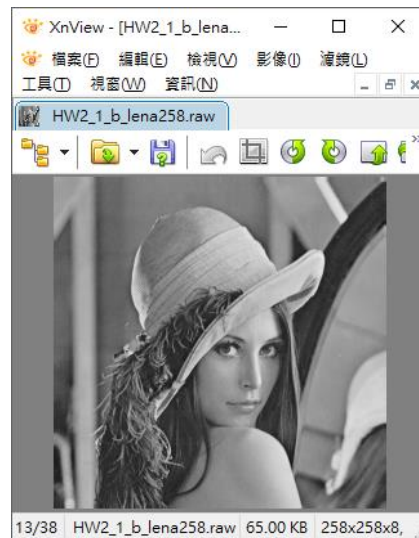 XnView - [HW2_1_b_lena...
檔案(F) 編輯(E) 檢視(V) 影像(I) 濾鏡(L)
工具(T) 視窗(W) 資訊(N)
HW2_1_b_lena258.raw
13/38 HW2_1_b_lena258.raw 65.00 KB 258x258x8,